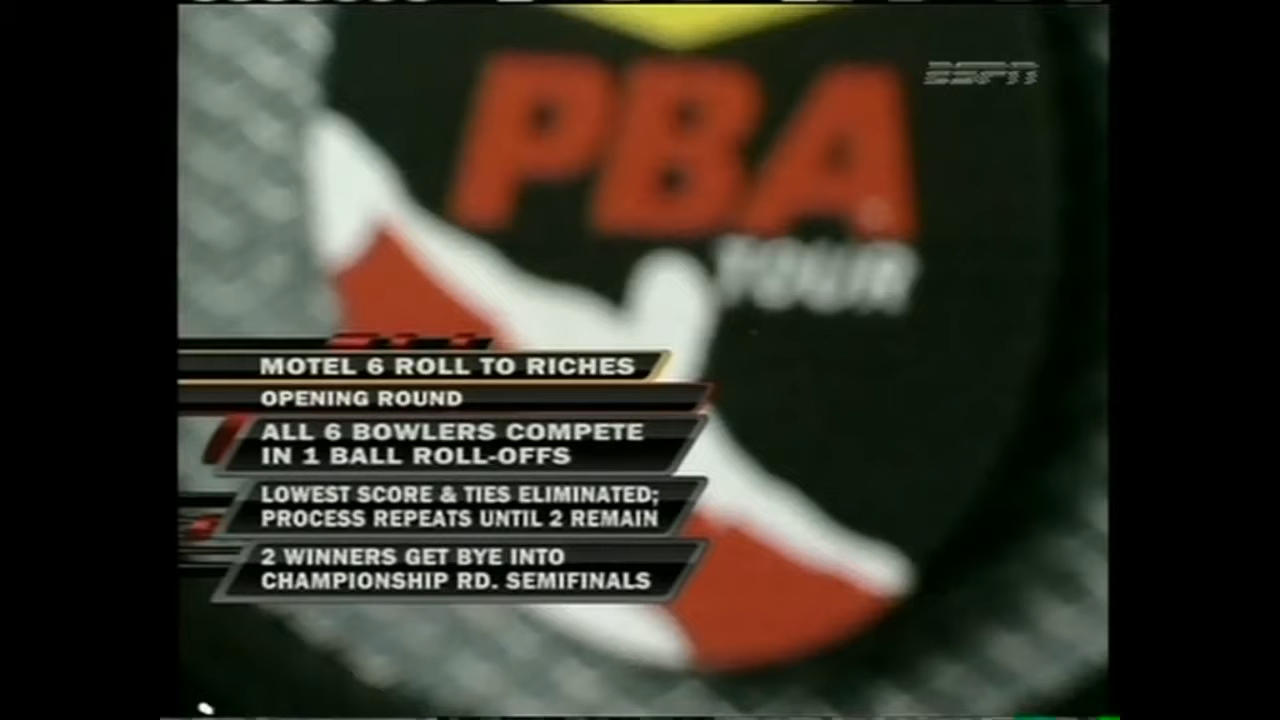 PBA
ESPN
TOUR
MOTEL 6 ROLL TO RICHES
OPENING ROUND
ALL 6 BOWLERS COMPETE
IN 1 BALL ROLL-OFFS
LOWEST SCORE & TIES ELIMINATED;
PROCESS REPEATS UNTIL 2 REMAIN
2 WINNERS GET BYE INTO
CHAMPIONSHIP RD. SEMIFINALS